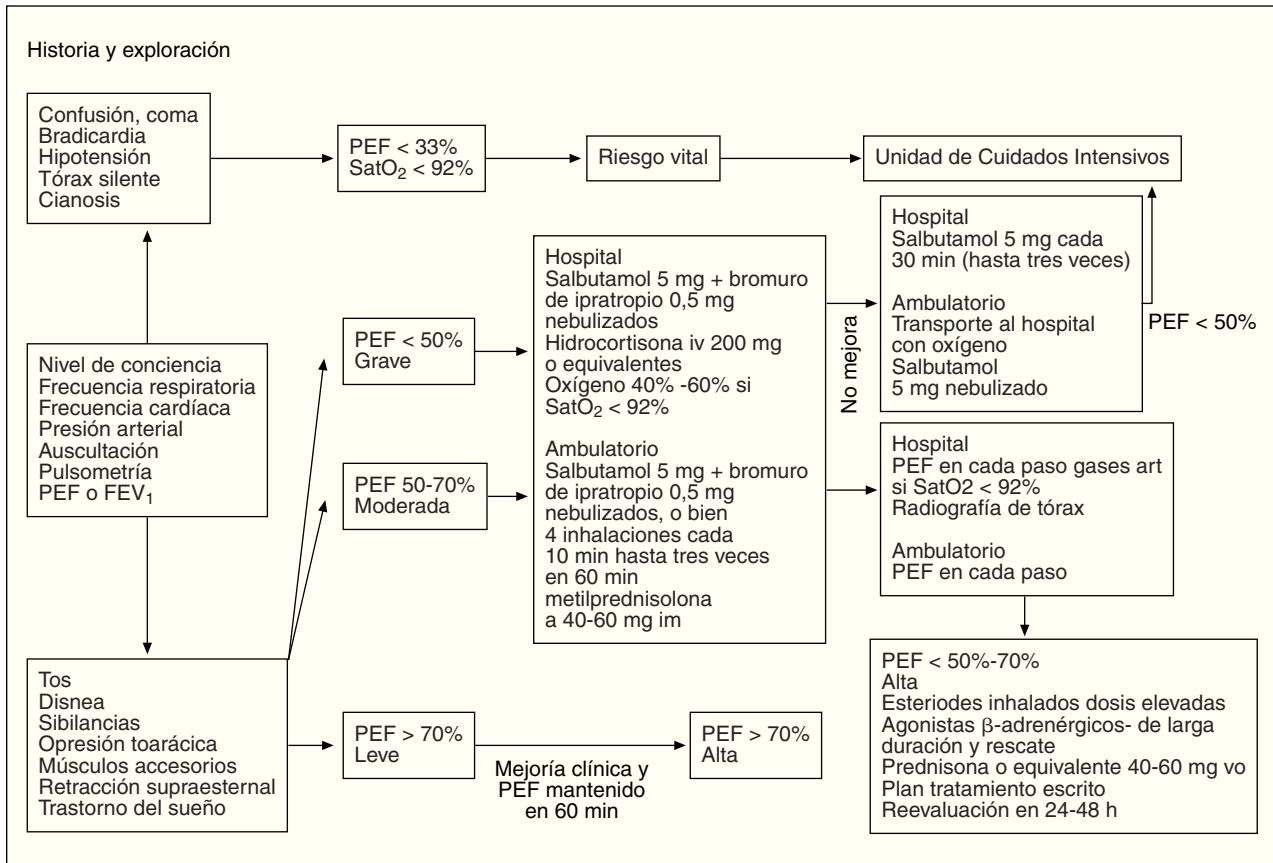 Historia y exploración
Confusión, coma
Bradicardia
Hipotensión
Tórax silente
Cianosis
PEF < 33%
SatO2 < 92%
Riesgo vital
Unidad de Cuidados Intensivos
Nivel de conciencia
Frecuencia respiratoria
Frecuencia cardíaca
Presión arterial
Auscultación
Pulsometría
PEF o FEV1
PEF < 50%
Grave
PEF 50-70%
Moderada
Hospital
Salbutamol 5 mg + bromuro
de ipratropio 0,5 mg
nebulizados
Hidrocortisona iv 200 mg
o equivalentes
Oxígeno 40% -60% si
SatO2 < 92%
Ambulatorio
Salbutamol 5 mg + bromuro
de ipratropio 0,5 mg
nebulizados, o bien
4 inhalaciones cada
10 min hasta tres veces
en 60 min
metilprednisolona
a 40-60 mg im
No mejora
Hospital
Salbutamol 5 mg cada
30 min (hasta tres veces)
Ambulatorio
Transporte al hospital
con oxígeno
Salbutamol
5 mg nebulizado
PEF < 50%
Hospital
PEF en cada paso gases art
si SatO2 < 92%
Radiografía de tórax
Ambulatorio
PEF en cada paso
Tos
Disnea
Sibilancias
Opresión toarácica
Músculos accesorios
Retracción supraesternal
Trastorno del sueño
PEF > 70%
Leve
Mejoría clínica y
PEF mantenido
en 60 min
PEF > 70%
Alta
PEF < 50%-70%
Alta
Esteriodes inhalados dosis elevadas
Agonistas β-adrenérgicos- de larga
duración y rescate
Prednisona o equivalente 40-60 mg vo
Plan tratamiento escrito
Reevaluación en 24-48 h